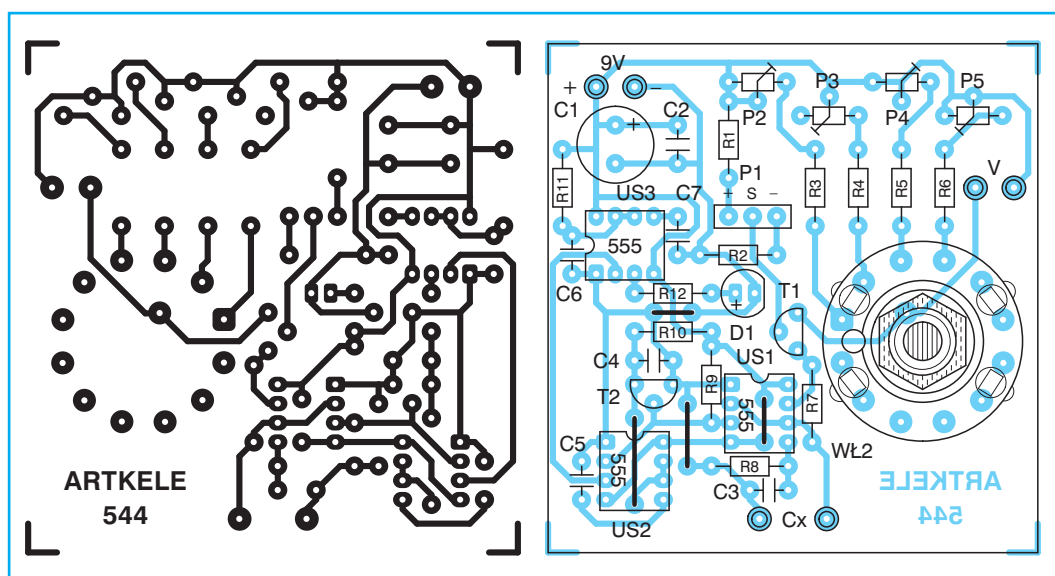 ARTKELE
544
9V
+
−
C1
+
C2
R1
P2
P3
P4
P5
P1
+ S −
R11
US3
555
C7
R3
R4
R5
R6
V
R2
C6
R12
+
D1
T1
R10
C4
US1
555
T2
R9
R7
C5
555
R8
C3
WŁ2
US2
Cx
ARTKELE
544